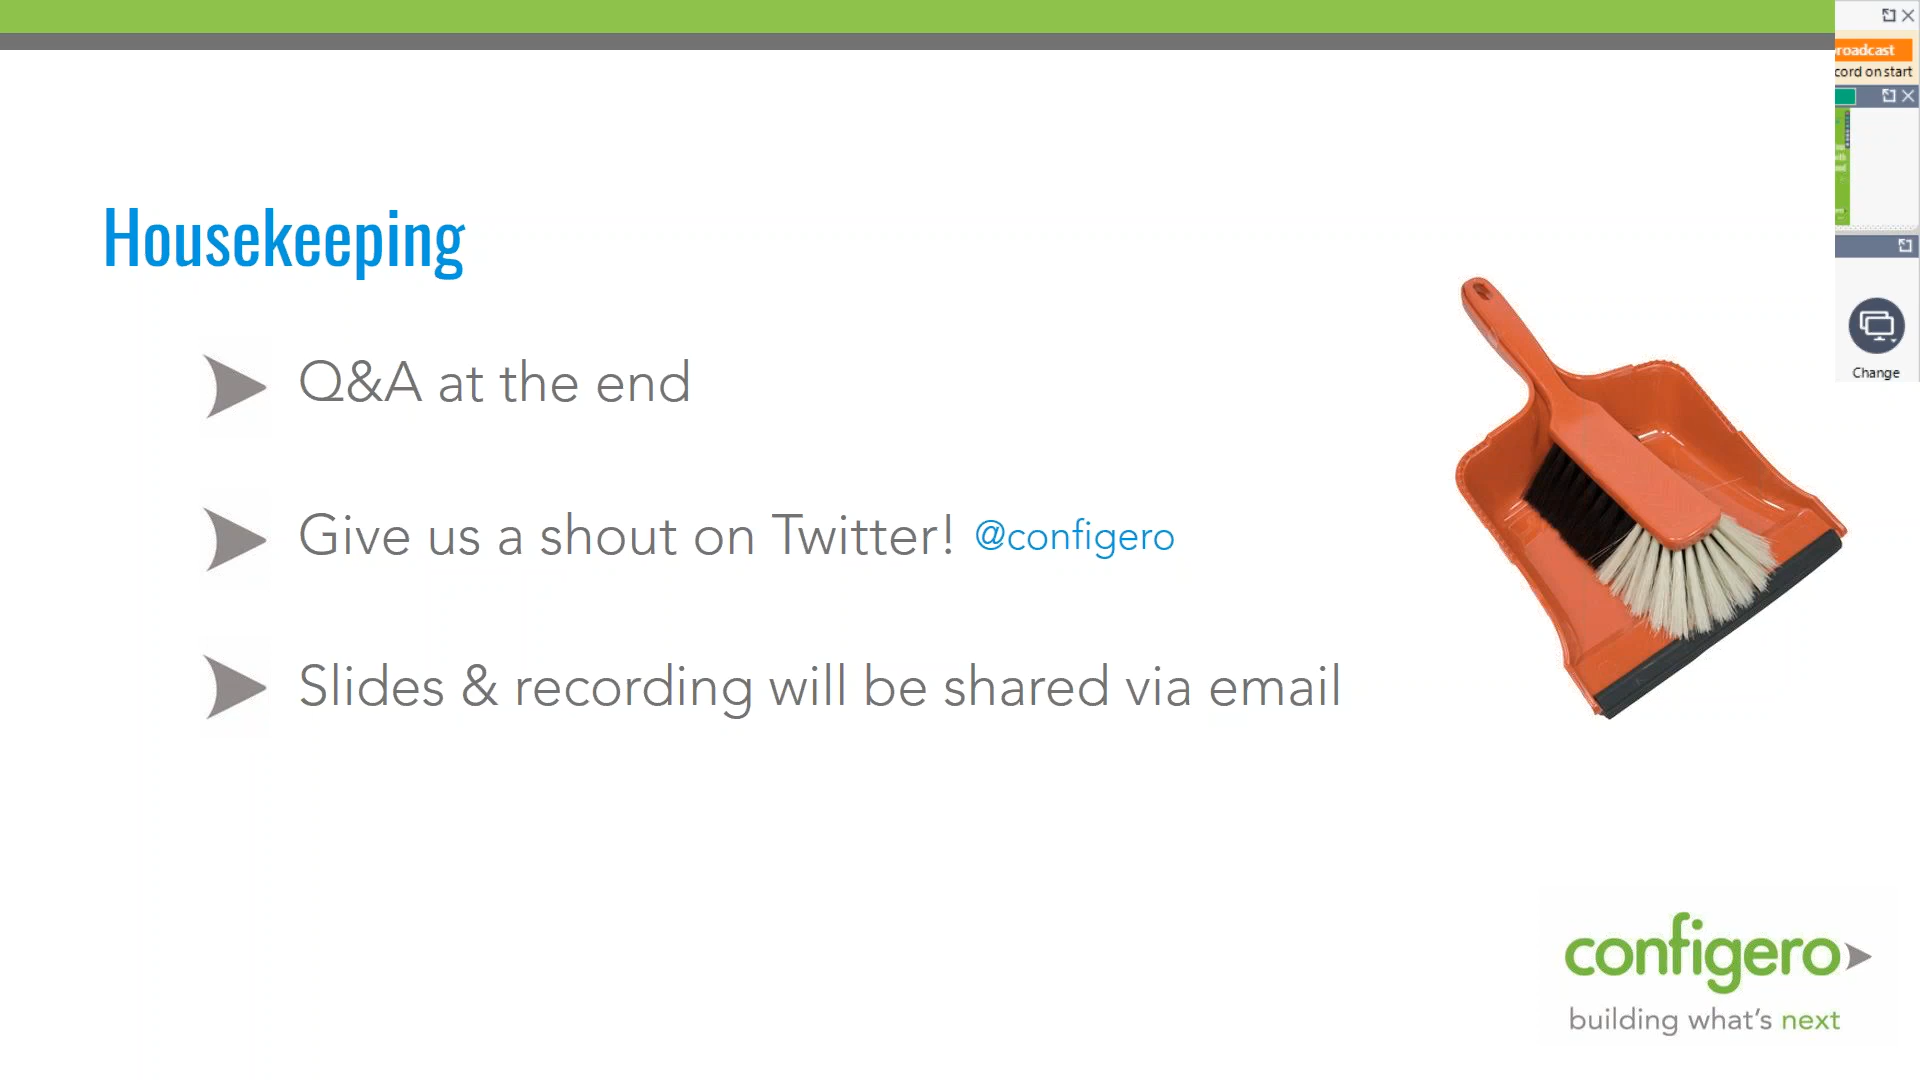 Housekeeping
Q&A at the end
Give us a shout on Twitter! @configero
Slides & recording will be shared via email
configero
building what's next
roadcast
cord on start
Change